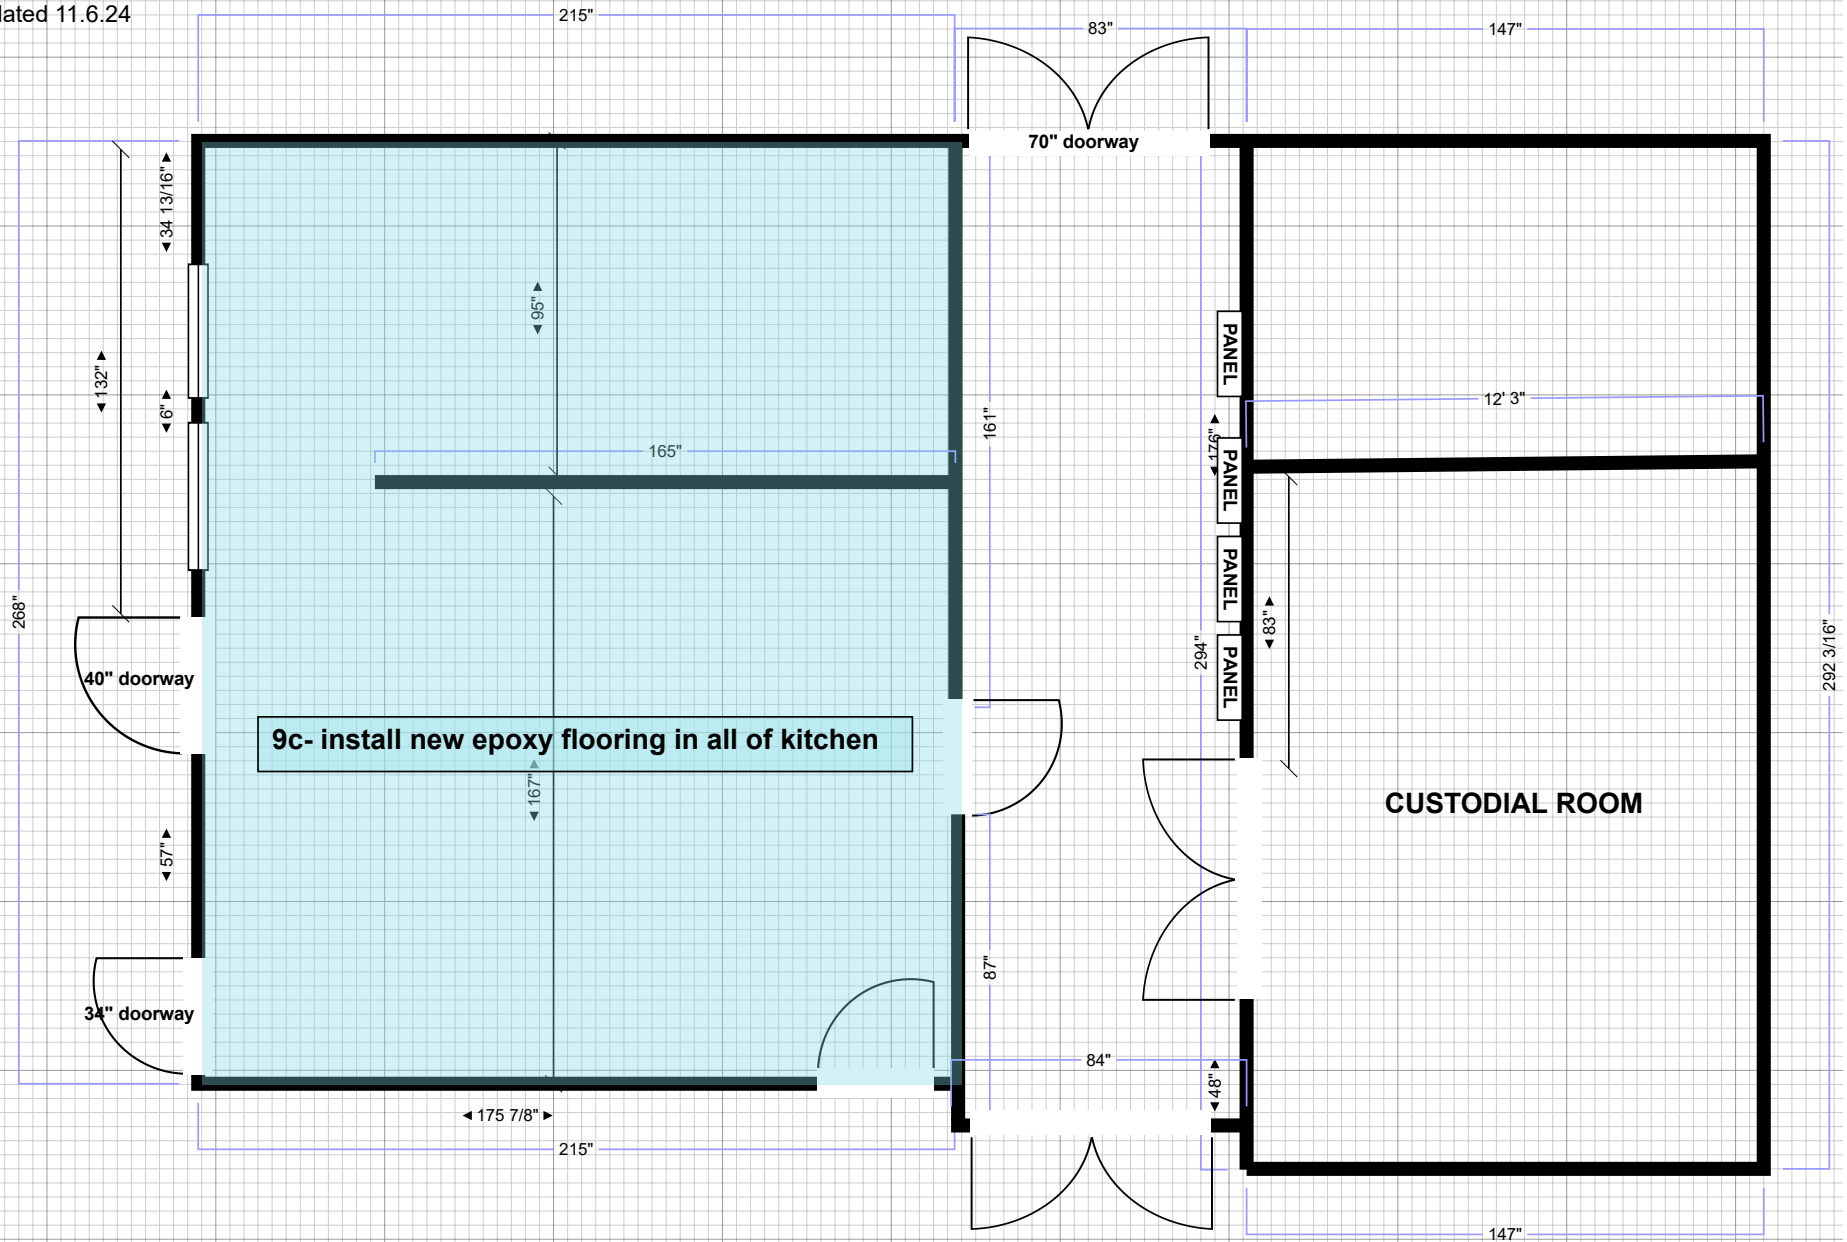 lated 11.6.24
215"
83"
147"
70" doorway
34 13/16"
95"
132"
6"
165"
161"
12' 3"
176"
PANEL
PANEL
PANEL
PANEL
268"
83"
294"
292 3/16"
40" doorway
9c- install new epoxy flooring in all of kitchen
167"
CUSTODIAL ROOM
57"
87"
34" doorway
84"
48"
175 7/8"
215"
147"